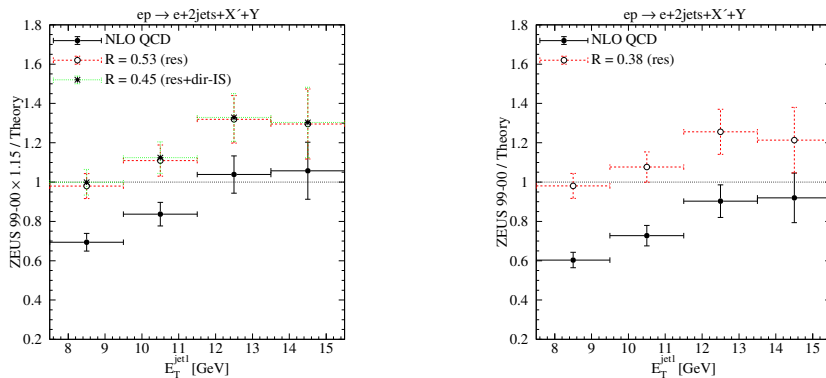 ep → e+2jets+X´+Y
NLO QCD
R = 0.53 (res)
R = 0.45 (res+dir-IS)
ZEUS 99-00 × 1.15 / Theory
1.8
1.6
1.4
1.2
1
0.8
0.6
0.4
0.2
8 9 10 11 12 13 14 15
E_T^jet1 [GeV]
ep → e+2jets+X´+Y
NLO QCD
R = 0.38 (res)
ZEUS 99-00 / Theory
1.8
1.6
1.4
1.2
1
0.8
0.6
0.4
0.2
8 9 10 11 12 13 14 15
E_T^jet1 [GeV]